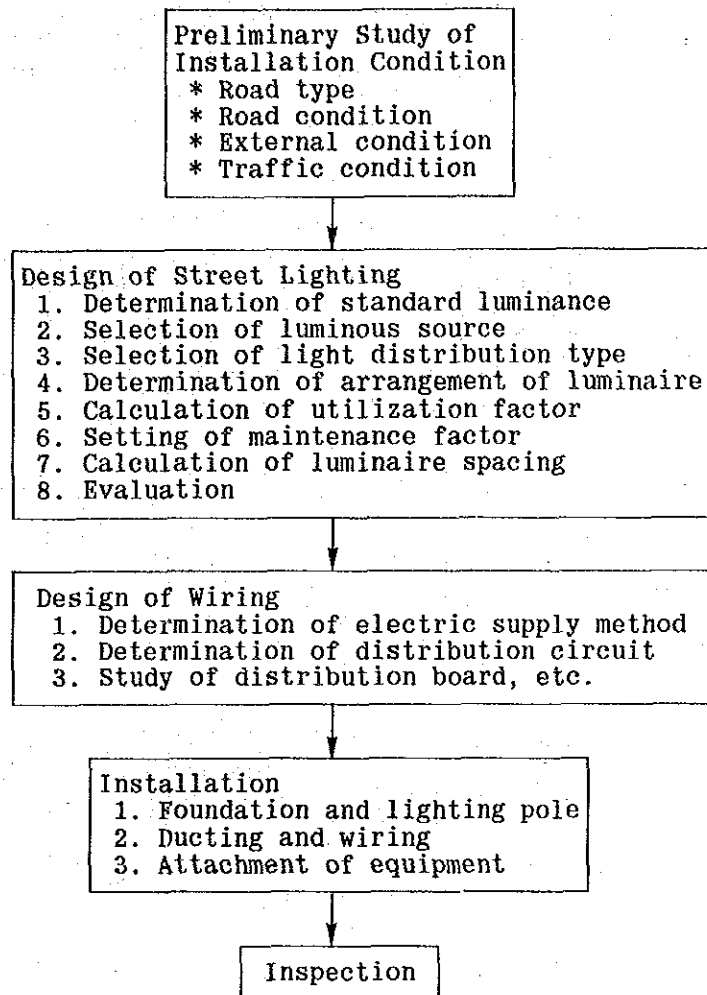 Preliminary Study of
Installation Condition
* Road type
* Road condition
* External condition
* Traffic condition
Design of Street Lighting
1. Determination of standard luminance
2. Selection of luminous source
3. Selection of light distribution type
4. Determination of arrangement of luminaire
5. Calculation of utilization factor
6. Setting of maintenance factor
7. Calculation of luminaire spacing
8. Evaluation
Design of Wiring
1. Determination of electric supply method
2. Determination of distribution circuit
3. Study of distribution board, etc.
Installation
1. Foundation and lighting pole
2. Ducting and wiring
3. Attachment of equipment
Inspection